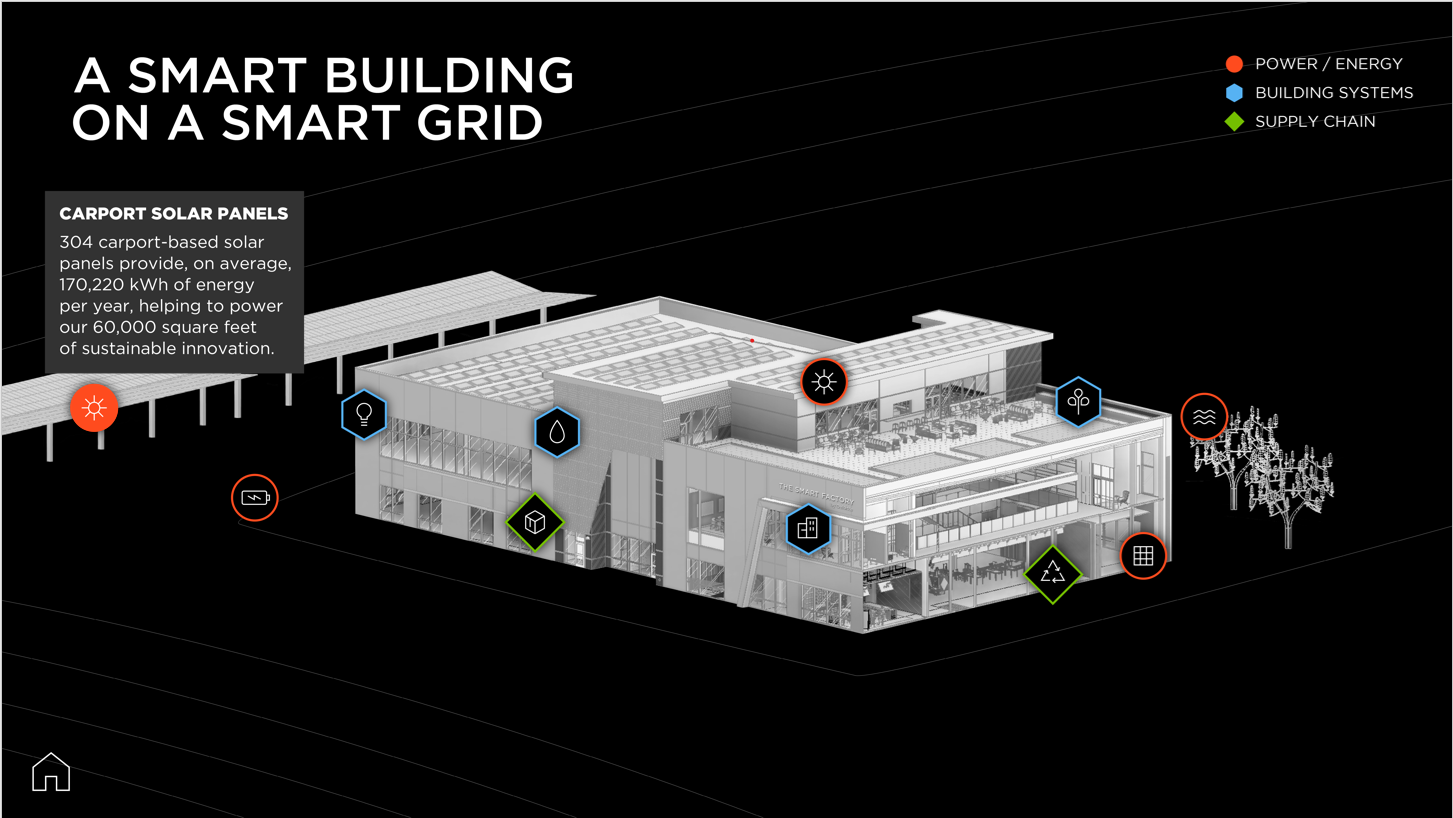 A SMART BUILDING
ON A SMART GRID
POWER / ENERGY
BUILDING SYSTEMS
SUPPLY CHAIN
CARPORT SOLAR PANELS
304 carport-based solar
panels provide, on average,
170,220 kWh of energy
per year, helping to power
our 60,000 square feet
of sustainable innovation.
THE SMART FACTORY